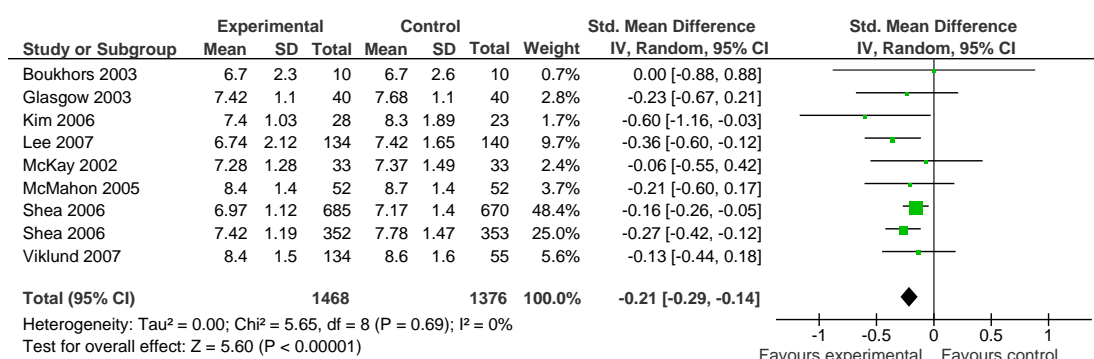 Experimental Control Std. Mean Difference Std. Mean Difference
Study or Subgroup Mean SD Total Mean SD Total Weight IV, Random, 95% CI IV, Random, 95% CI
Boukhors 2003 6.7 2.3 10 6.7 2.6 10 0.7% 0.00 [-0.88, 0.88]
Glasgow 2003 7.42 1.1 40 7.68 1.1 40 2.8% -0.23 [-0.67, 0.21]
Kim 2006 7.4 1.03 28 8.3 1.89 23 1.7% -0.60 [-1.16, -0.03]
Lee 2007 6.74 2.12 134 7.42 1.65 140 9.7% -0.36 [-0.60, -0.12]
McKay 2002 7.28 1.28 33 7.37 1.49 33 2.4% -0.06 [-0.55, 0.42]
McMahon 2005 8.4 1.4 52 8.7 1.4 52 3.7% -0.21 [-0.60, 0.17]
Shea 2006 6.97 1.12 685 7.17 1.4 670 48.4% -0.16 [-0.26, -0.05]
Shea 2006 7.42 1.19 352 7.78 1.47 353 25.0% -0.27 [-0.42, -0.12]
Viklund 2007 8.4 1.5 134 8.6 1.6 55 5.6% -0.13 [-0.44, 0.18]
Total (95% CI) 1468 1376 100.0% -0.21 [-0.29, -0.14]
Heterogeneity: Tau² = 0.00; Chi² = 5.65, df = 8 (P = 0.69); I² = 0%
Test for overall effect: Z = 5.60 (P < 0.00001)
-1 -0.5 0 0.5 1
Favours experimental Favours control